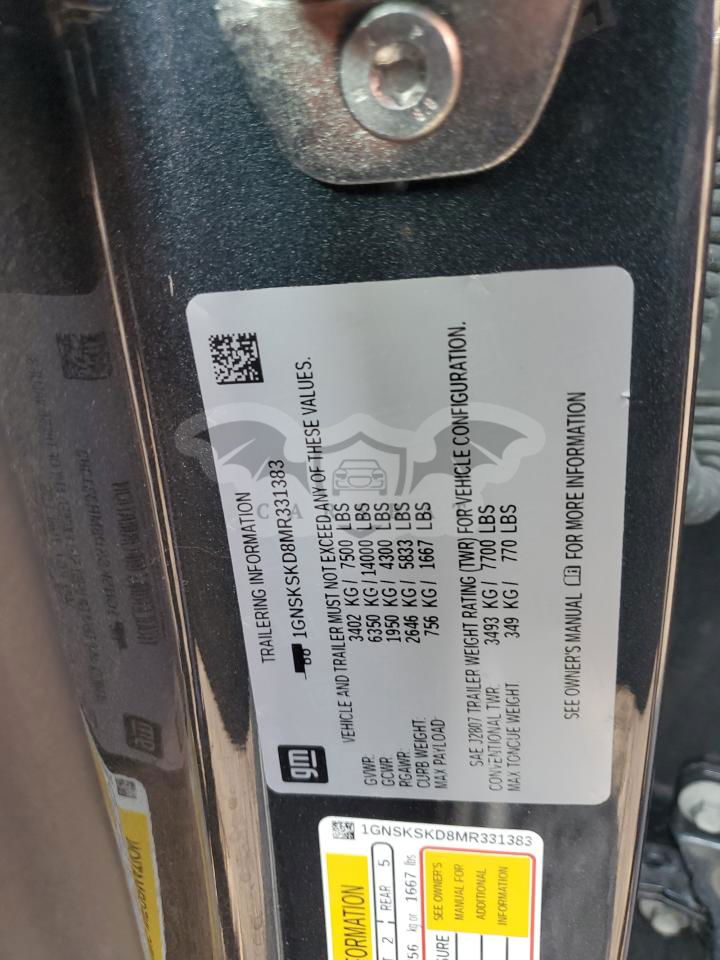 TRAILERING INFORMATION
1GNSKSKD8MR331383
VEHICLE AND TRAILER MUST NOT EXCEED ANY OF THESE VALUES.
GVWR: 3402 KG / 7500 LBS
GCWR: 6350 KG / 14000 LBS
RGAWR: 1950 KG / 4300 LBS
CURB WEIGHT: 2646 KG / 5833 LBS
MAX PAYLOAD: 756 KG / 1667 LBS
SAE J2807 TRAILER WEIGHT RATING (TWR) FOR VEHICLE CONFIGURATION.
CONVENTIONAL TWR: 3493 KG / 7700 LBS
MAX TONGUE WEIGHT 349 KG / 770 LBS
SEE OWNER'S MANUAL FOR MORE INFORMATION
gm
1GNSKSKD8MR331383
2 REAR 5
kg or 1667 lbs
SEE OWNER'S
MANUAL FOR
ADDITIONAL
INFORMATION